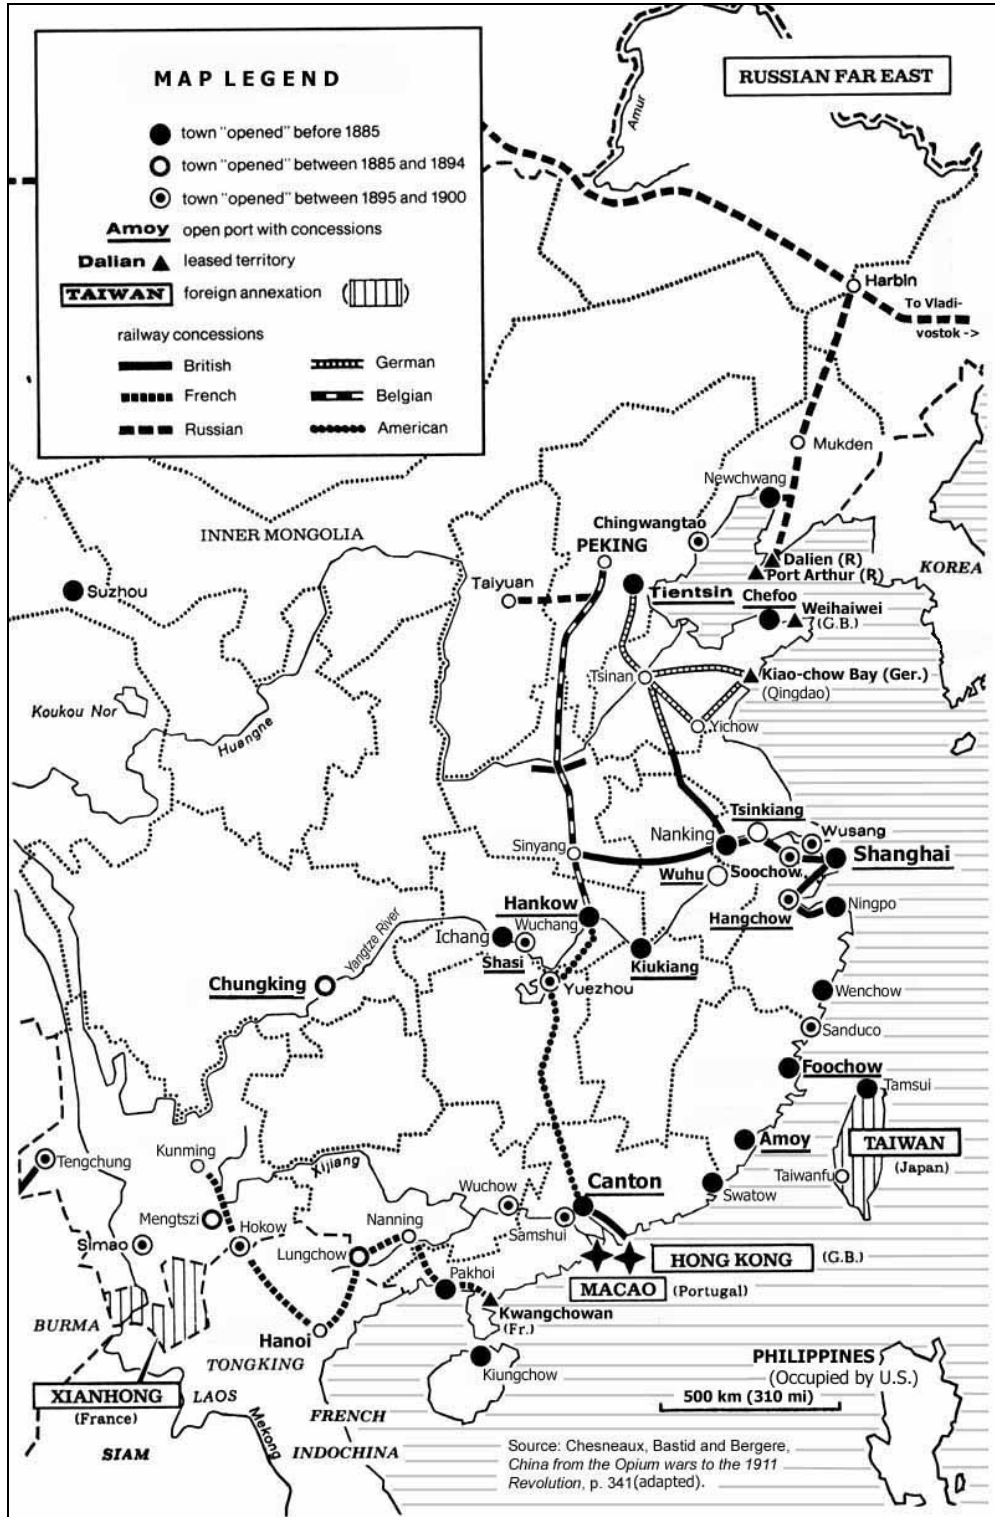 MAP LEGEND
town "opened" before 1885
town "opened" between 1885 and 1894
town "opened" between 1895 and 1900
Amoy open port with concessions
Dalian leased territory
TAIWAN foreign annexation
railway concessions
British
German
French
Belgian
Russian
American
RUSSIAN FAR EAST
Amur
Harbin
To Vladi-
vostok ->
Mukden
Newchwang
Chingwangtao
INNER MONGOLIA
PEKING
Dalien (R)
Port Arthur (R)
KOREA
Suzhou
Taiyuan
Tientsin
Chefoo
Weihaiwei
(G.B.)
Tsinan
Kiao-chow Bay (Ger.)
(Qingdao)
Koukou Nor
Huangne
Yichow
Tsinkiang
Nanking
Wusang
Sinyang
Shanghai
Wuhu
Soochow
Hankow
Hangchow
Ningpo
Wuchang
Ichang
Yangtze River
Shasi
Kiukiang
Chungking
Yuezhou
Wenchow
Sanduco
Foochow
Tamsui
Amoy
TAIWAN
(Japan)
Tengchung
Kunming
Xijiang
Taiwanfu
Wuchow
Canton
Swatow
Mengtszi
Hokow
Nanning
Samshui
Simao
Lungchow
HONG KONG
(G.B.)
Pakhoi
MACAO
(Portugal)
Kwangchowan
(Fr.)
BURMA
Hanoi
TONGKING
Kiungchow
PHILIPPINES
(Occupied by U.S.)
XIANHONG
(France)
LAOS
500 km (310 mi)
Mekong
FRENCH
INDOCHINA
SIAM
Source: Chesneaux, Bastid and Bergere,
China from the Opium wars to the 1911
Revolution, p. 341(adapted).